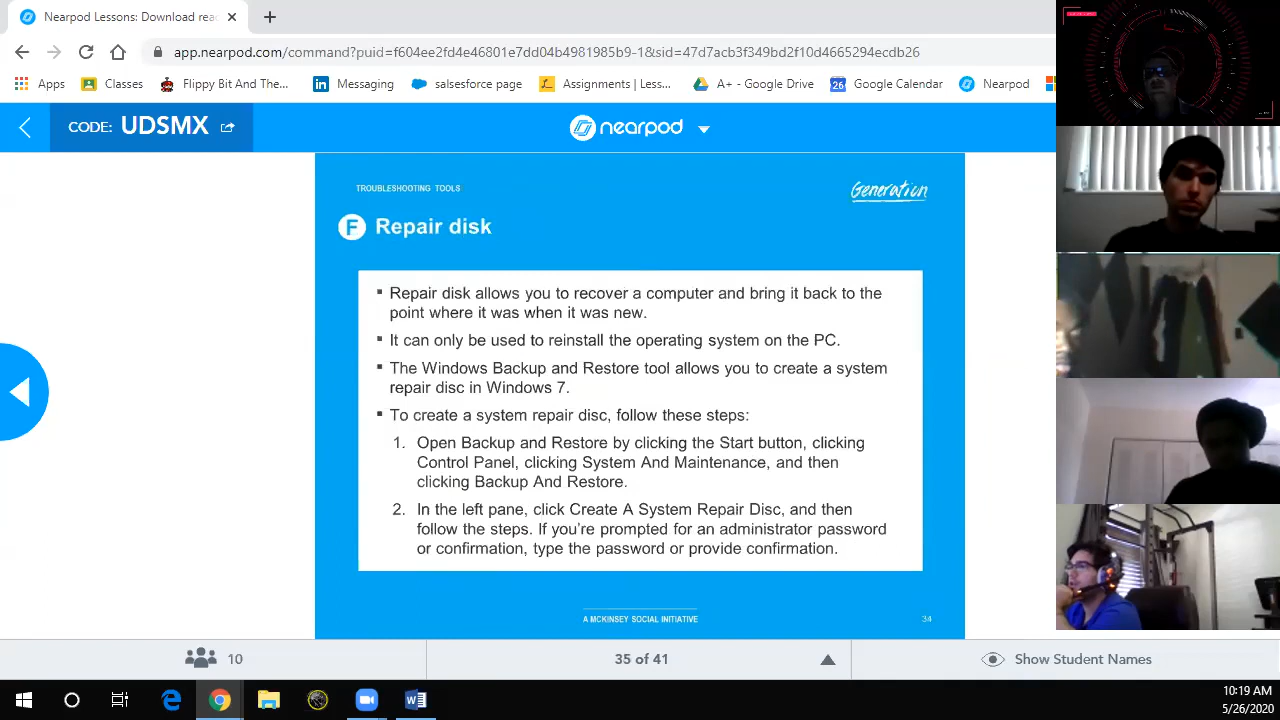 Nearpod Lessons: Download rea
app.nearpod.com/command?puid=f604ee2fd4e46801e7dd04b4981985b9-1&sid=47d7acb3f349bd2f10d4665294ecdb26
Apps Classes Flippy Bit And The... Messaging salesforce page Assignments | Less... A+ - Google Drive 26 Google Calendar Nearpod
CODE: UDSMX nearpod
TROUBLESHOOTING TOOLS Generation
F Repair disk
▪ Repair disk allows you to recover a computer and bring it back to the
point where it was when it was new.
▪ It can only be used to reinstall the operating system on the PC.
▪ The Windows Backup and Restore tool allows you to create a system
repair disc in Windows 7.
▪ To create a system repair disc, follow these steps:
1. Open Backup and Restore by clicking the Start button, clicking
Control Panel, clicking System And Maintenance, and then
clicking Backup And Restore.
2. In the left pane, click Create A System Repair Disc, and then
follow the steps. If you're prompted for an administrator password
or confirmation, type the password or provide confirmation.
A MCKINSEY SOCIAL INITIATIVE 34
10 35 of 41 Show Student Names
10:19 AM
5/26/2020